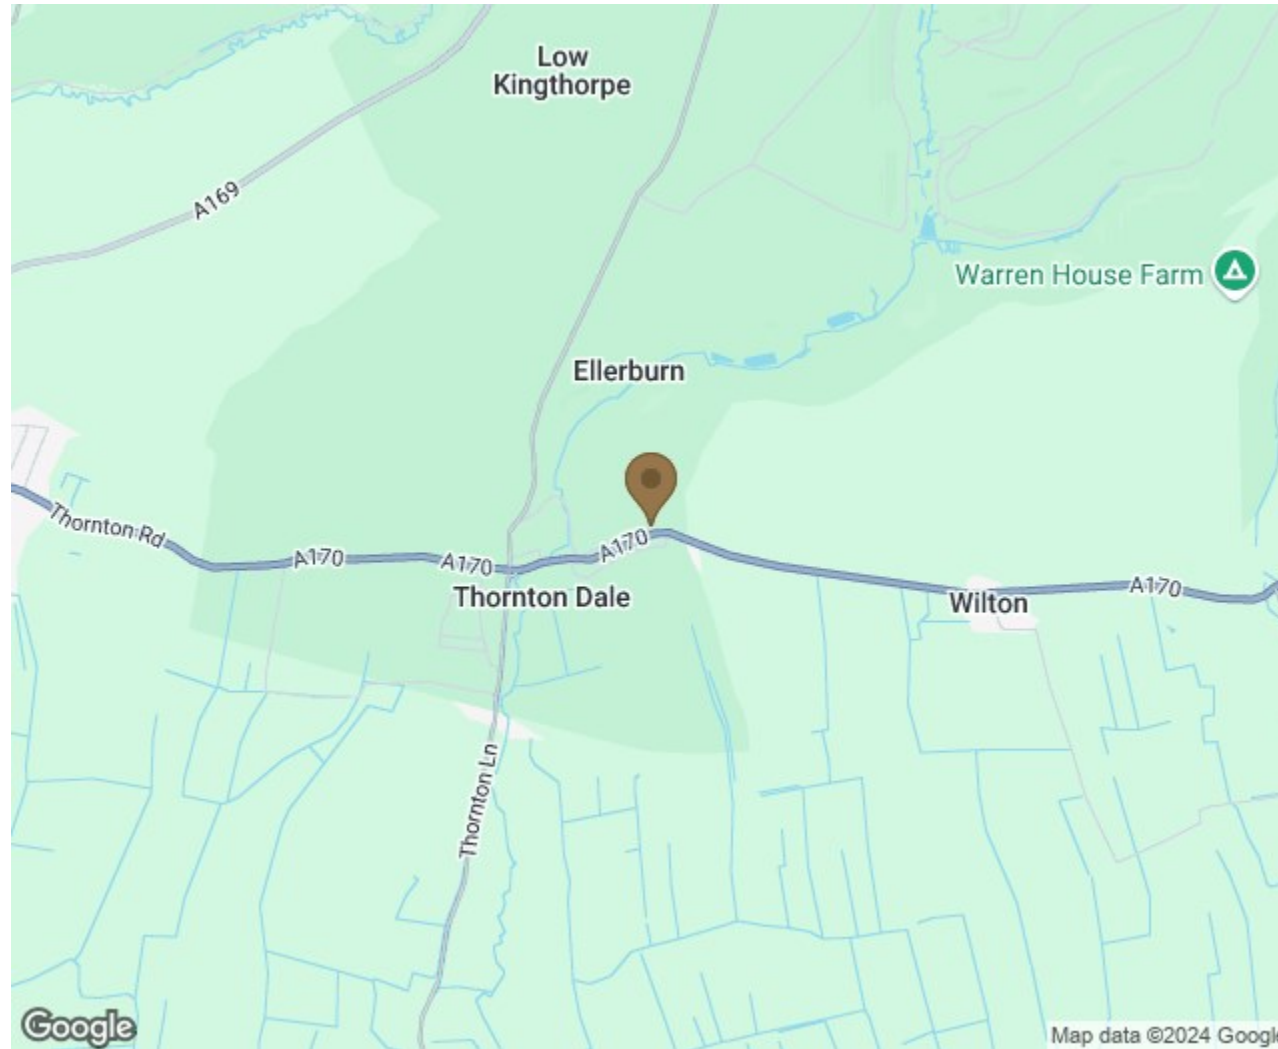 Low
Kingthorpe
A169
Warren House Farm
Ellerburn
Thornton Rd
A170
A170
A170
A170
Thornton Dale
Wilton
Thornton Ln
Google
Map data ©2024 Google